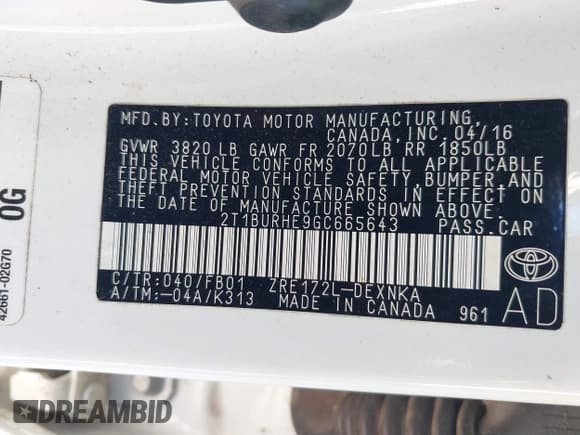 MFD.BY:TOYOTA MOTOR MANUFACTURING,
CANADA, INC. 04/16
GVWR 3820 LB GAWR FR 2070LB RR 1850LB
THIS VEHICLE CONFORMS TO ALL APPLICABLE
FEDERAL MOTOR VEHICLE SAFETY, BUMPER, AND
THEFT PREVENTION STANDARDS IN EFFECT ON
THE DATE OF MANUFACTURE SHOWN ABOVE.
2T1BURHE9GC665643 PASS.CAR
C/TR:040/FB01 ZRE172L-DEXNKA
A/TM:-04A/K313 MADE IN CANADA 961
AD
0G
42661-02G70
DREAMBID